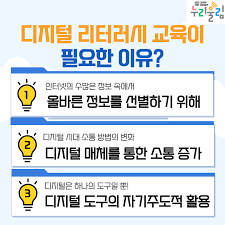 누리울림
디지털 리터러시 교육이
필요한 이유?
1
인터넷의 수많은 정보 속에서
올바른 정보를 선별하기 위해
2
디지털 시대 소통 방법의 변화
디지털 매체를 통한 소통 증가
3
디지털은 하나의 도구일 뿐!
디지털 도구의 자기주도적 활용